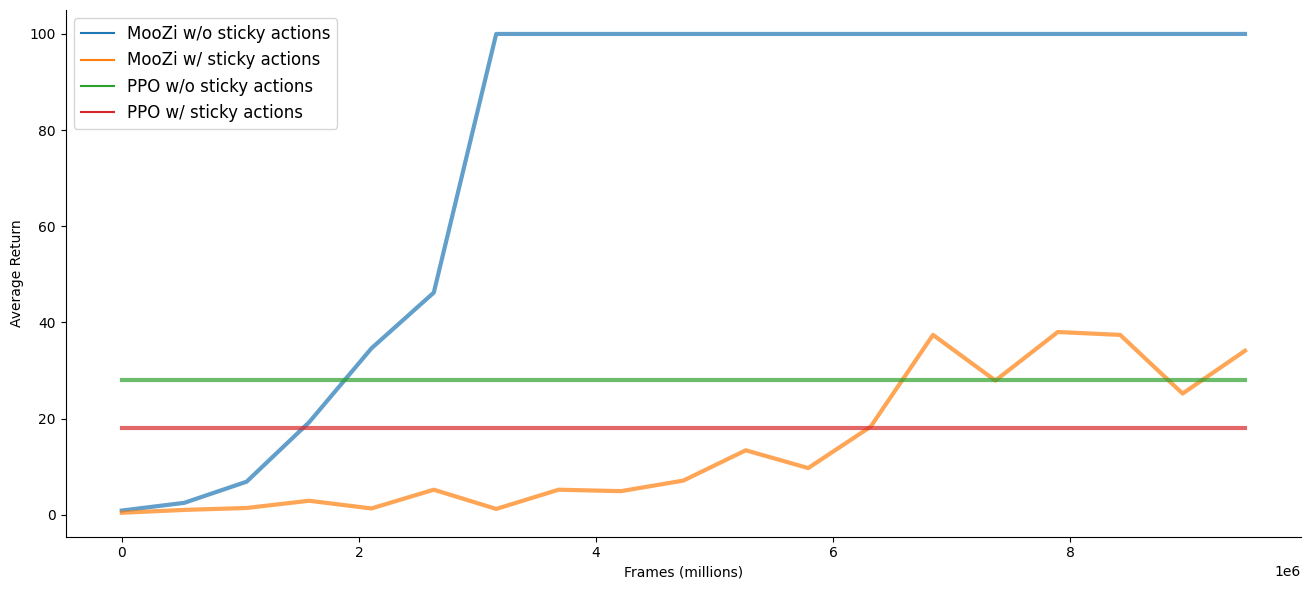 MooZi w/o sticky actions
MooZi w/ sticky actions
PPO w/o sticky actions
PPO w/ sticky actions
Average Return
100
80
60
40
20
0
0 2 4 6 8
Frames (millions)
1e6